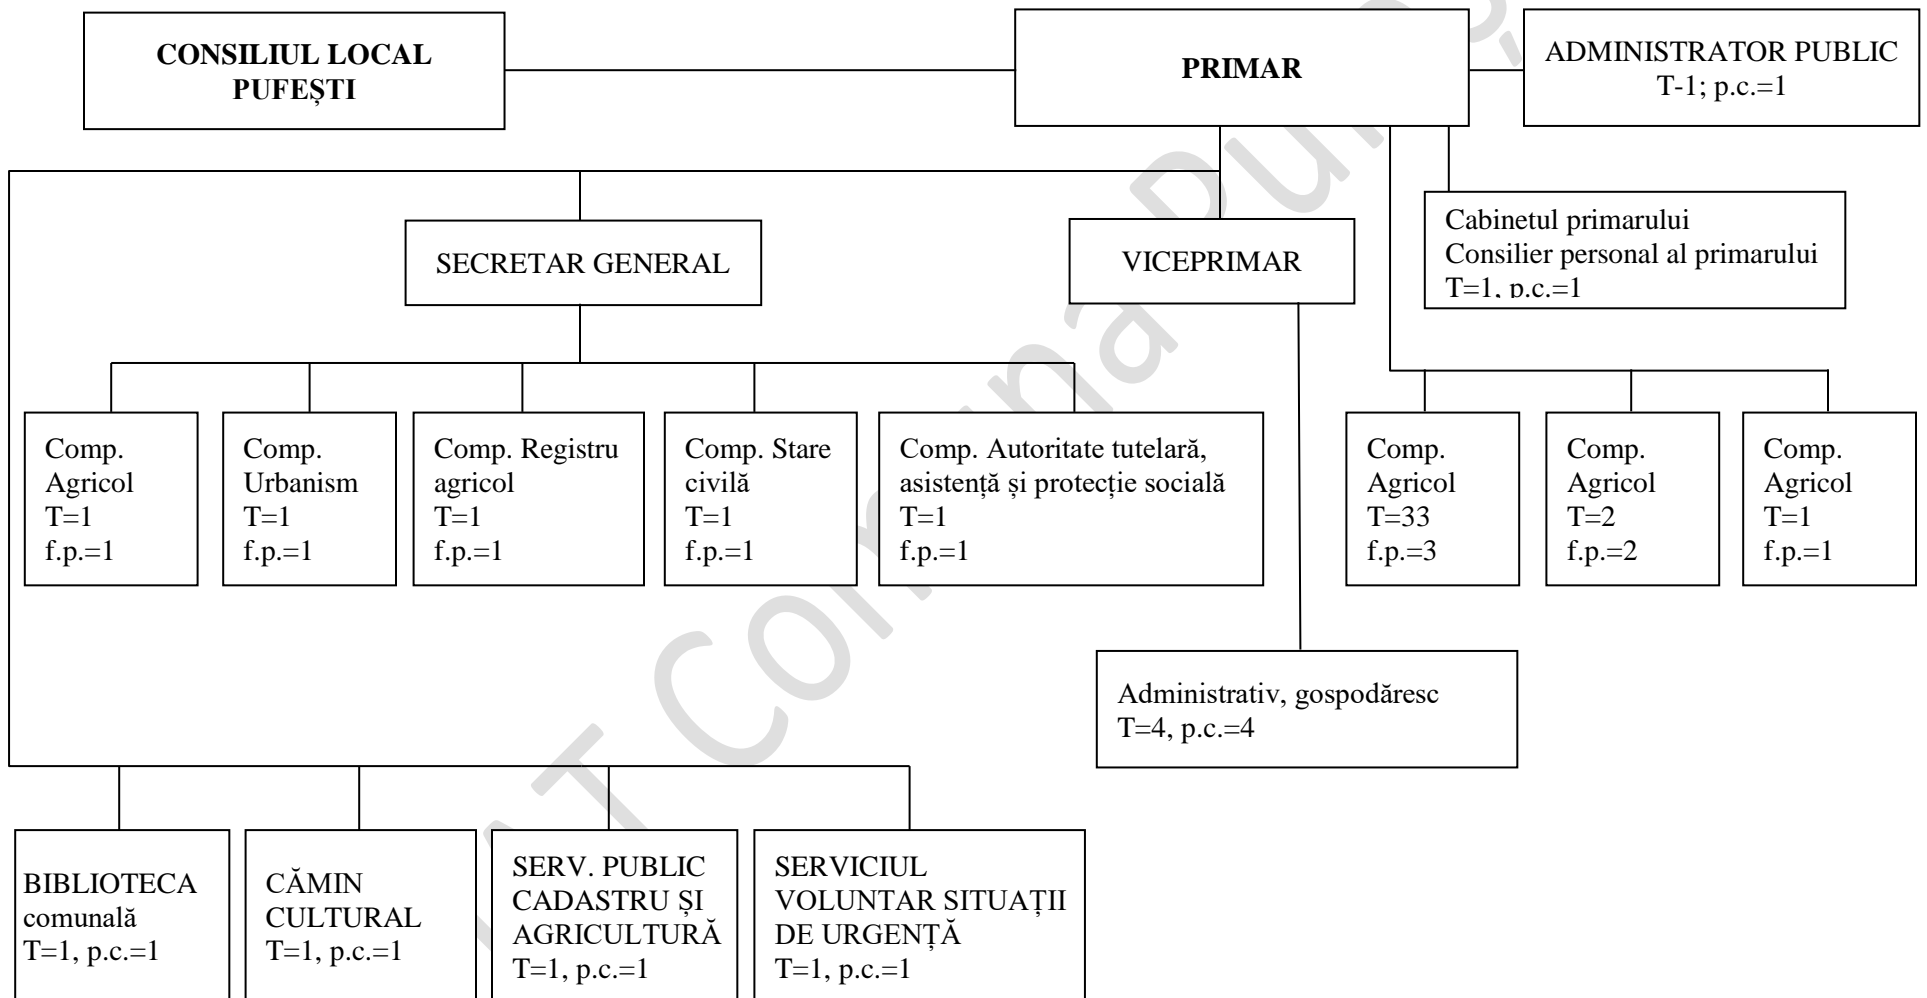 CONSILIUL LOCAL
PUFEȘTI
PRIMAR
ADMINISTRATOR PUBLIC
T-1; p.c.=1
Cabinetul primarului
Consilier personal al primarului
T=1, p.c.=1
SECRETAR GENERAL
VICEPRIMAR
Comp.
Agricol
T=1
f.p.=1
Comp.
Urbanism
T=1
f.p.=1
Comp. Registru
agricol
T=1
f.p.=1
Comp. Stare
civilă
T=1
f.p.=1
Comp. Autoritate tutelară,
asistență și protecție socială
T=1
f.p.=1
Comp.
Agricol
T=33
f.p.=3
Comp.
Agricol
T=2
f.p.=2
Comp.
Agricol
T=1
f.p.=1
Administrativ, gospodăresc
T=4, p.c.=4
BIBLIOTECA
comunală
T=1, p.c.=1
CĂMIN
CULTURAL
T=1, p.c.=1
SERV. PUBLIC
CADASTRU ȘI
AGRICULTURĂ
T=1, p.c.=1
SERVICIUL
VOLUNTAR SITUAȚII
DE URGENȚĂ
T=1, p.c.=1